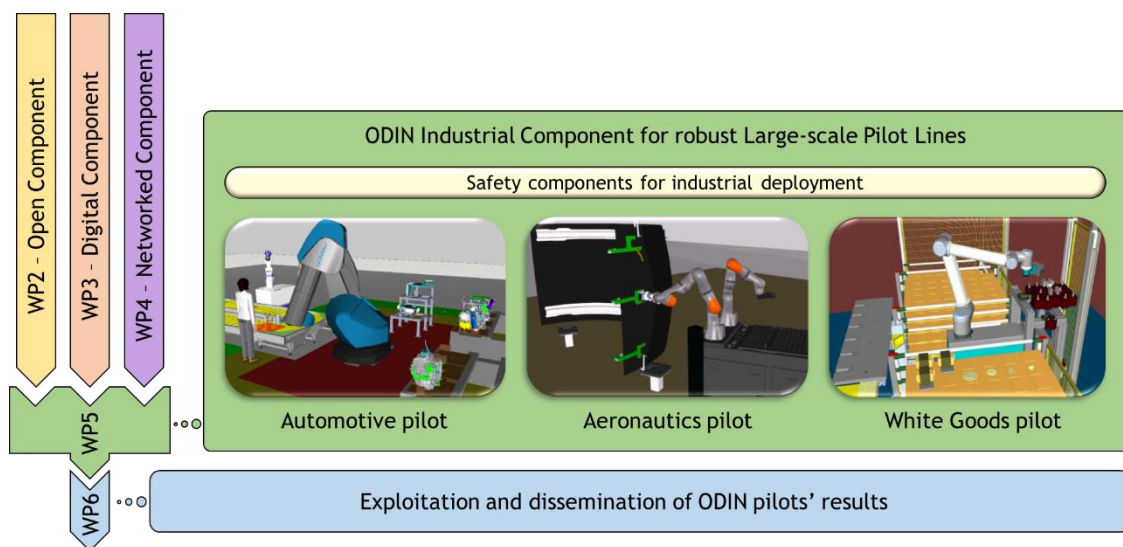 WP2 – Open Component
WP3 – Digital Component
WP4 – Networked Component
ODIN Industrial Component for robust Large-scale Pilot Lines
Safety components for industrial deployment
Automotive pilot
Aeronautics pilot
White Goods pilot
WP5
WP6
Exploitation and dissemination of ODIN pilots’ results